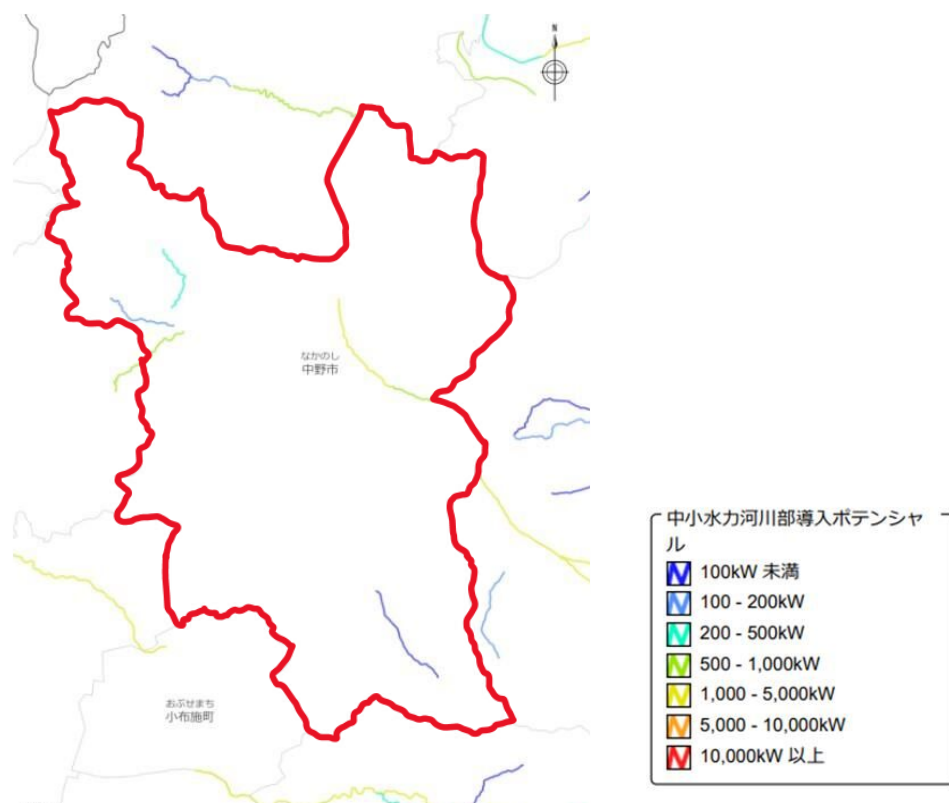 N
なかのし
中野市
おぶせまち
小布施町
中小水力河川部導入ポテンシャ
ル
100kW 未満
100 - 200kW
200 - 500kW
500 - 1,000kW
1,000 - 5,000kW
5,000 - 10,000kW
10,000kW 以上